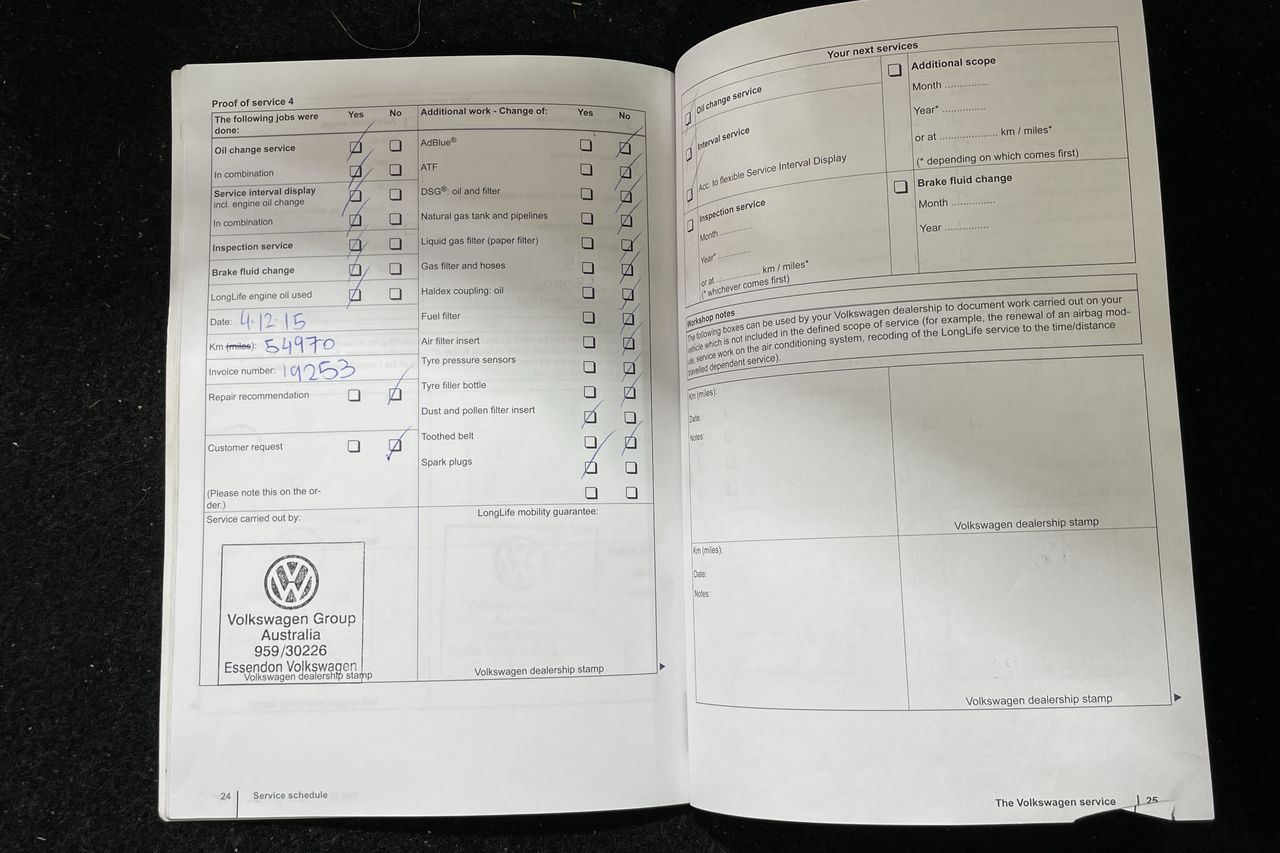 Proof of service 4
The following jobs were done: Yes No
Oil change service
In combination
Service interval display
incl. engine oil change
In combination
Inspection service
Brake fluid change
LongLife engine oil used
Date: 4.12.15
Km (miles): 54970
Invoice number: 19253
Repair recommendation
Customer request
(Please note this on the or-
der.)
Additional work - Change of: Yes No
AdBlue®
ATF
DSG®: oil and filter
Natural gas tank and pipelines
Liquid gas filter (paper filter)
Gas filter and hoses
Haldex coupling: oil
Fuel filter
Air filter insert
Tyre pressure sensors
Tyre filler bottle
Dust and pollen filter insert
Toothed belt
Spark plugs
Service carried out by:
Volkswagen Group
Australia
959/30226
Essendon Volkswagen
Volkswagen dealership stamp
LongLife mobility guarantee:
Volkswagen dealership stamp
24 Service schedule
Your next services
Oil change service
Interval service
Acc. to flexible Service Interval Display
Inspection service
Month ..............
Year* ..............
or at .................... km / miles*
(* whichever comes first)
Additional scope
Month ..............
Year* ..............
or at .................... km / miles*
(* depending on which comes first)
Brake fluid change
Month ..............
Year ..............
Workshop notes
The following boxes can be used by your Volkswagen dealership to document work carried out on your
vehicle which is not included in the defined scope of service (for example, the renewal of an airbag mod-
ule, service work on the air conditioning system, recoding of the LongLife service to the time/distance
travelled dependent service).
Km (miles):
Date:
Notes:
Volkswagen dealership stamp
Km (miles):
Date:
Notes:
Volkswagen dealership stamp
The Volkswagen service 25